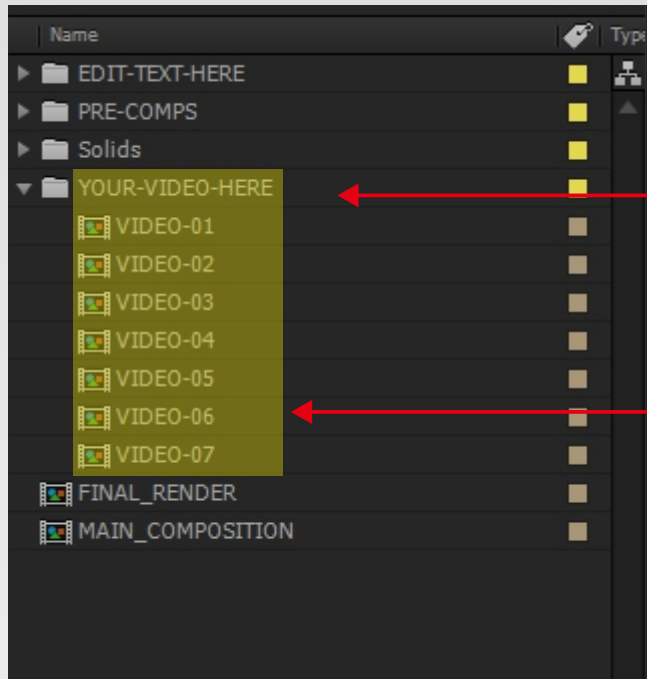 Name Type
EDIT-TEXT-HERE
PRE-COMPS
Solids
YOUR-VIDEO-HERE
VIDEO-01
VIDEO-02
VIDEO-03
VIDEO-04
VIDEO-05
VIDEO-06
VIDEO-07
FINAL_RENDER
MAIN_COMPOSITION